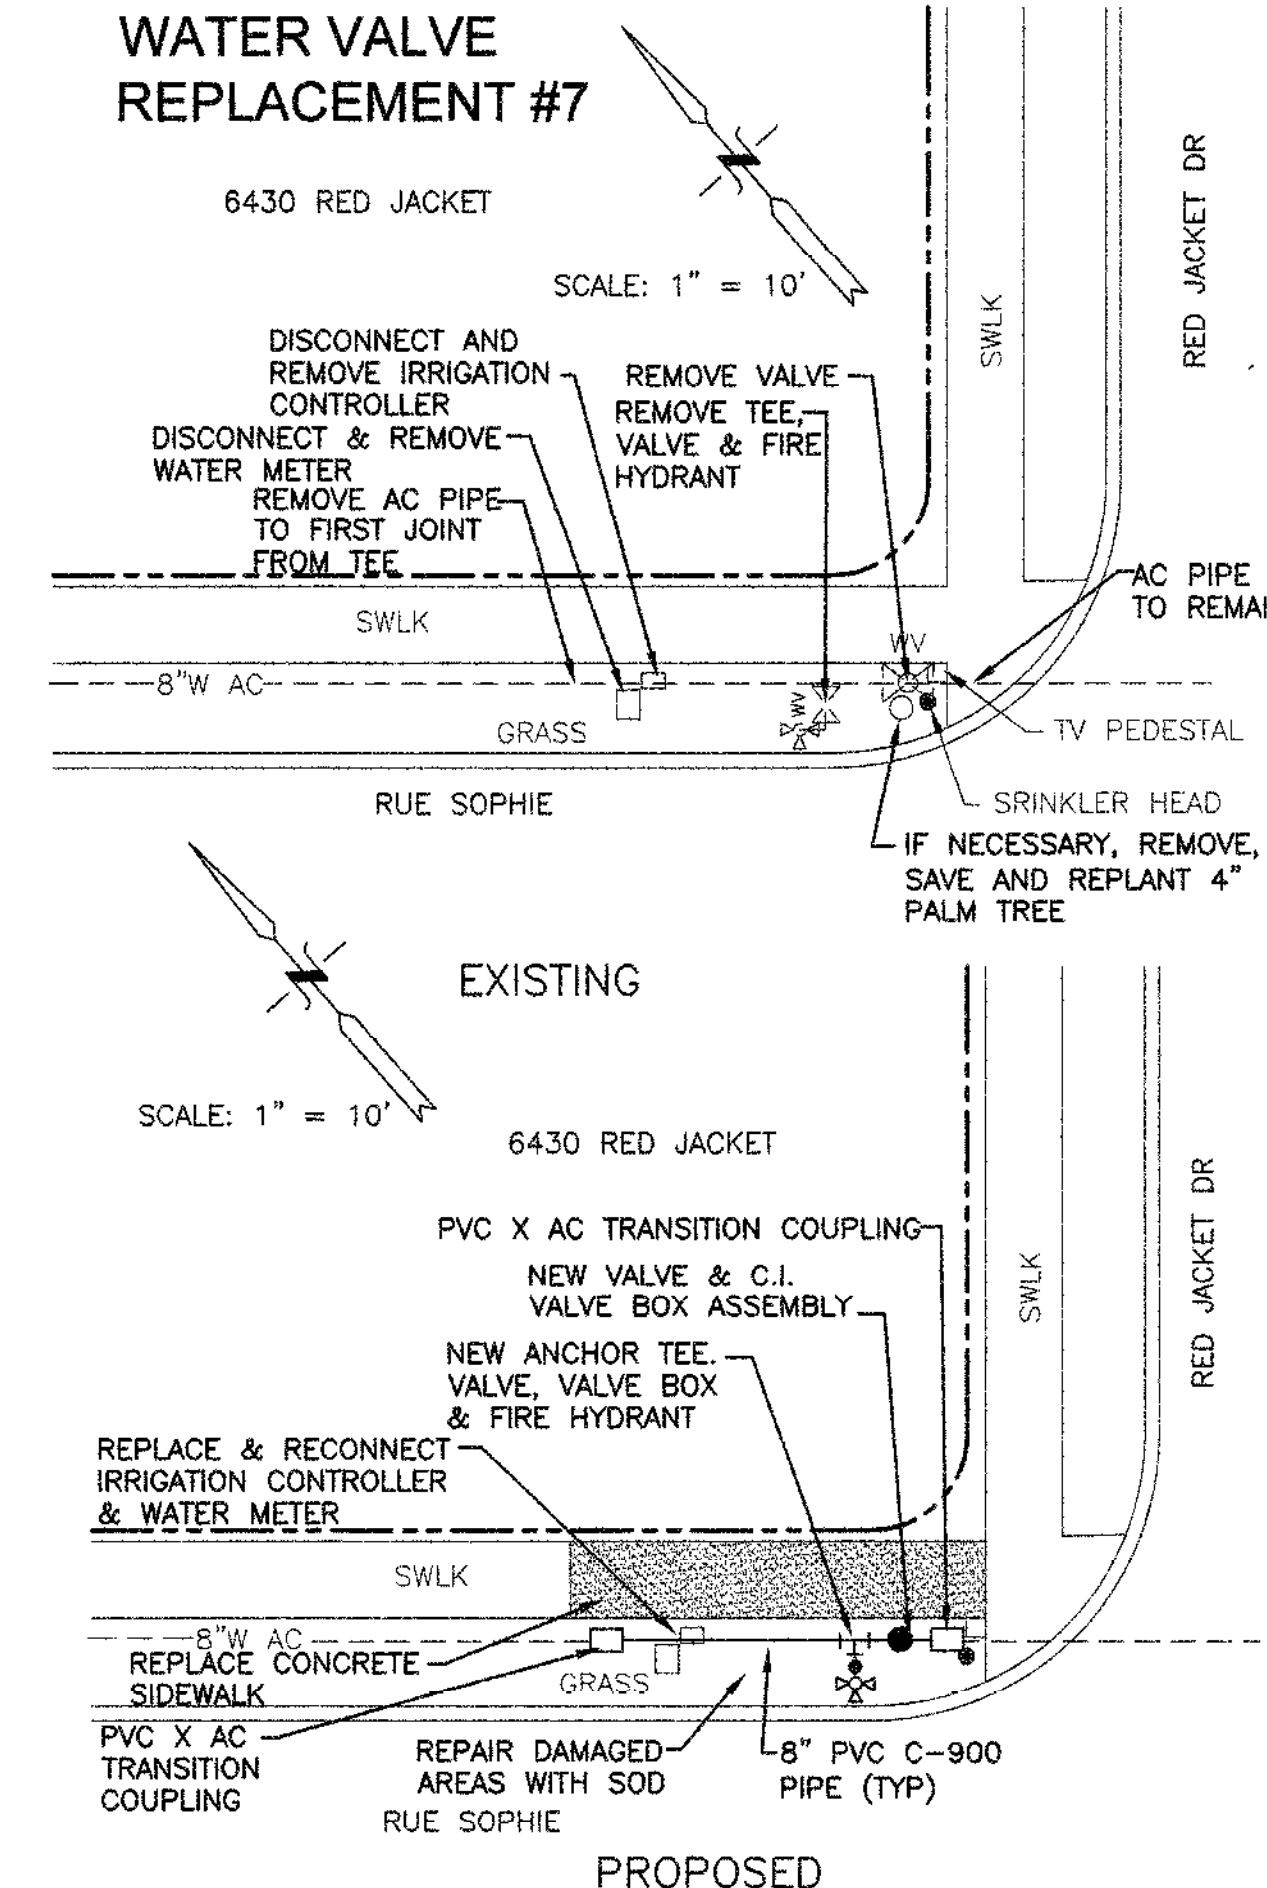 WATER VALVE
REPLACEMENT #7
6430 RED JACKET
SCALE: 1" = 10'
RED JACKET DR
SWLK
DISCONNECT AND
REMOVE IRRIGATION
CONTROLLER
DISCONNECT & REMOVE
WATER METER
REMOVE AC PIPE
TO FIRST JOINT
FROM TEE
REMOVE VALVE
REMOVE TEE,
VALVE & FIRE
HYDRANT
AC PIPE
TO REMAI
SWLK
WV
8"W AC
WV
GRASS
TV PEDESTAL
RUE SOPHIE
SRINKLER HEAD
IF NECESSARY, REMOVE,
SAVE AND REPLANT 4"
PALM TREE
EXISTING
SCALE: 1" = 10'
6430 RED JACKET
RED JACKET DR
SWLK
PVC X AC TRANSITION COUPLING
NEW VALVE & C.I.
VALVE BOX ASSEMBLY
NEW ANCHOR TEE.
VALVE, VALVE BOX
& FIRE HYDRANT
REPLACE & RECONNECT
IRRIGATION CONTROLLER
& WATER METER
SWLK
8"W AC
REPLACE CONCRETE
SIDEWALK
GRASS
PVC X AC
TRANSITION
COUPLING
REPAIR DAMAGED
AREAS WITH SOD
8" PVC C-900
PIPE (TYP)
RUE SOPHIE
PROPOSED